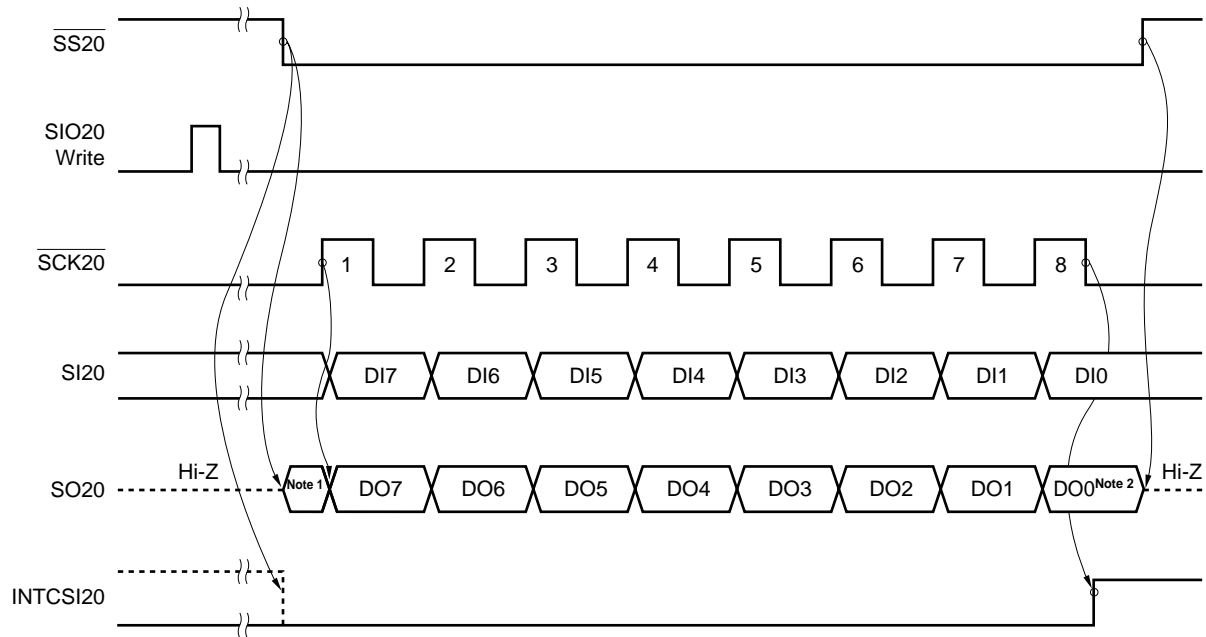 SS20
SIO20
Write
SCK20
1 2 3 4 5 6 7 8
SI20
DI7 DI6 DI5 DI4 DI3 DI2 DI1 DI0
SO20
Hi-Z
Note 1
DO7 DO6 DO5 DO4 DO3 DO2 DO1 DO0 Note 2
Hi-Z
INTCSI20